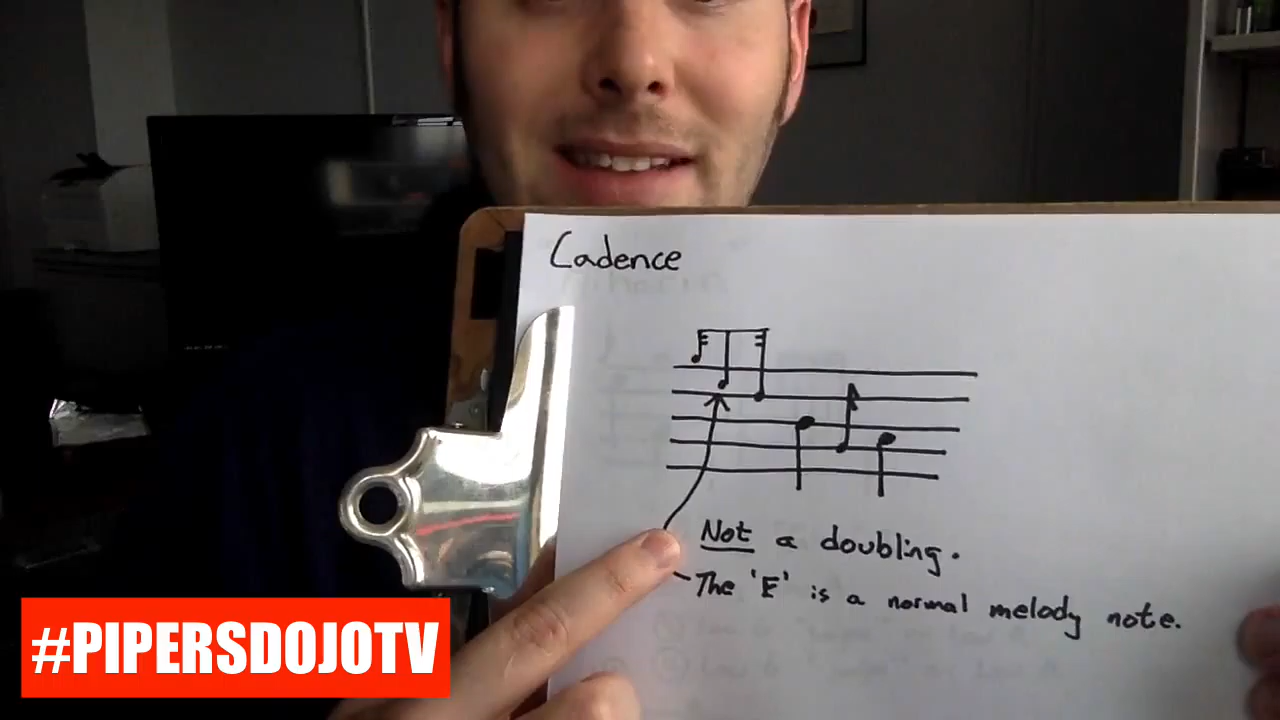 Cadence
Not a doubling.
- The 'E' is a normal melody note.
#PIPERSDOJOTV